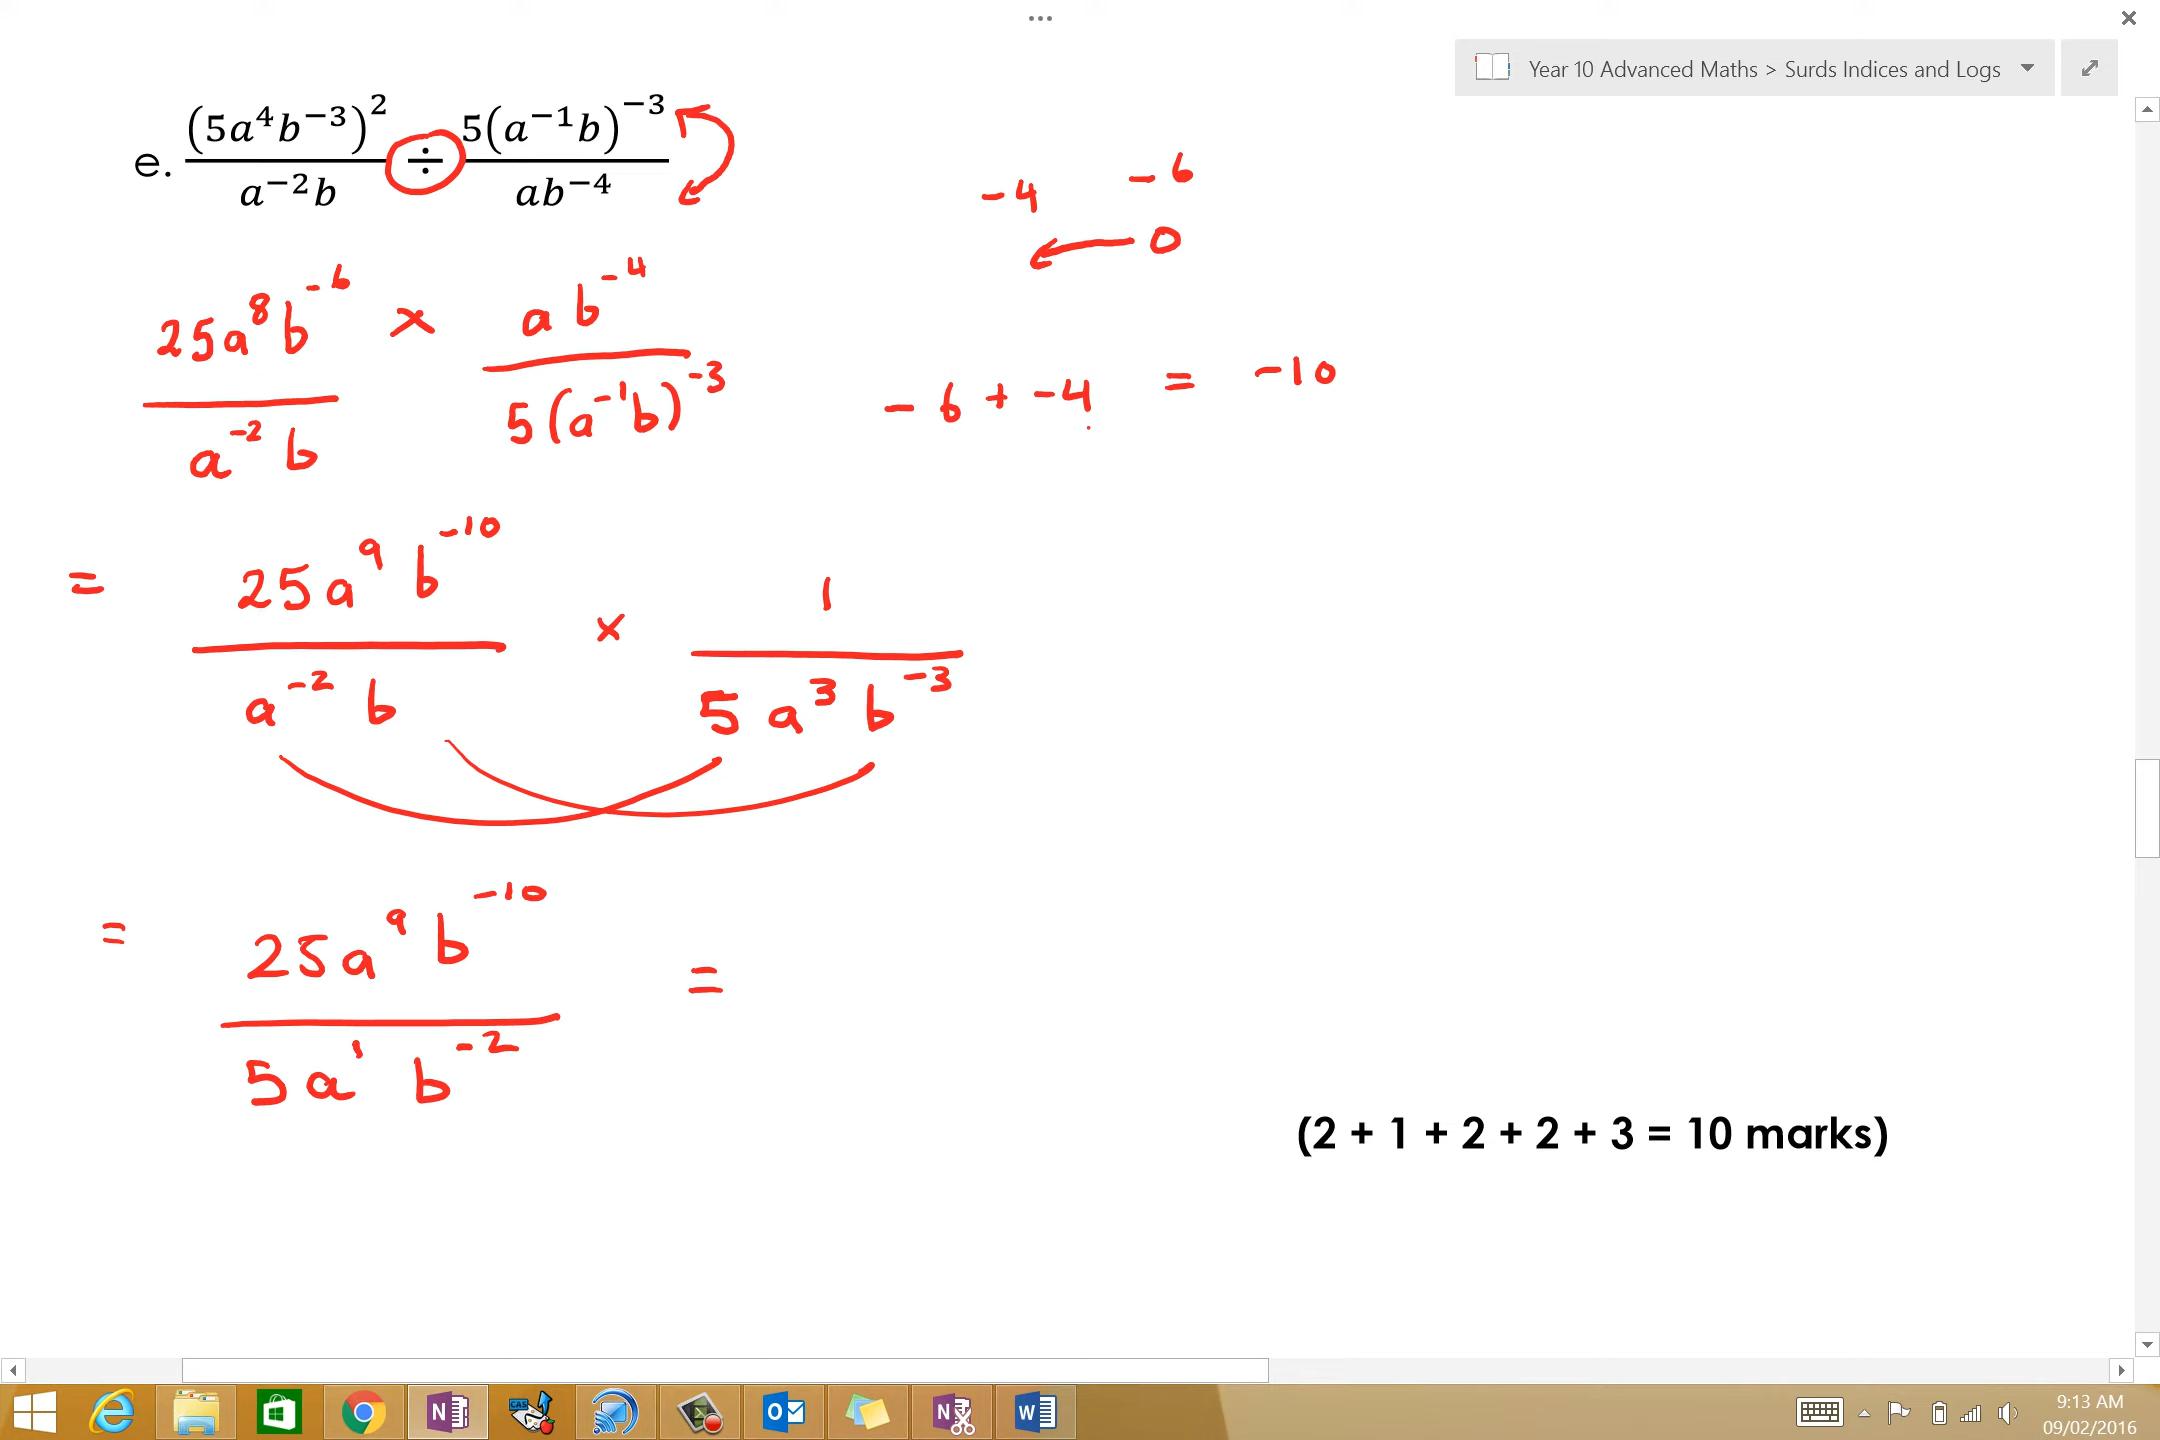 Year 10 Advanced Maths > Surds Indices and Logs
e. (5a⁴b⁻³)² / a⁻²b ÷ 5(a⁻¹b)⁻³ / ab⁻⁴
-4 -6
0
25a⁸b⁻⁶ / a⁻²b × ab⁻⁴ / 5(a⁻¹b)⁻³
-6 + -4 = -10
= 25a⁹b⁻¹⁰ / a⁻²b × 1 / 5a³b⁻³
= 25a⁹b⁻¹⁰ / 5a¹b⁻² =
(2 + 1 + 2 + 2 + 3 = 10 marks)
9:13 AM
09/02/2016